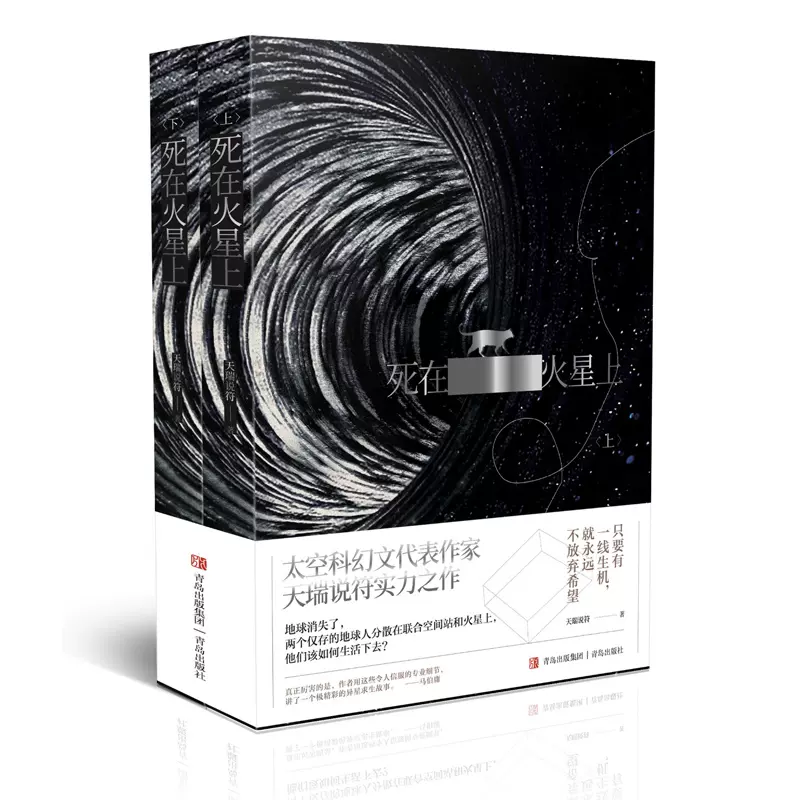 〈下〉
死在火星上
天瑞说符
〈上〉
死在火星上
天瑞说符
青岛出版集团 | 青岛出版社
死在火星上
〈上〉
只要有
一线生机，
就永远
不放弃希望
天瑞说符 —— 著
太空科幻文代表作家
天瑞说符实力之作
地球消失了，
两个仅存的地球人分散在联合空间站和火星上，
他们该如何生活下去？
真正厉害的是，作者用这些令人信服的专业细节，
讲了一个极精彩的异星求生故事。 ——马伯庸
青岛出版集团 | 青岛出版社